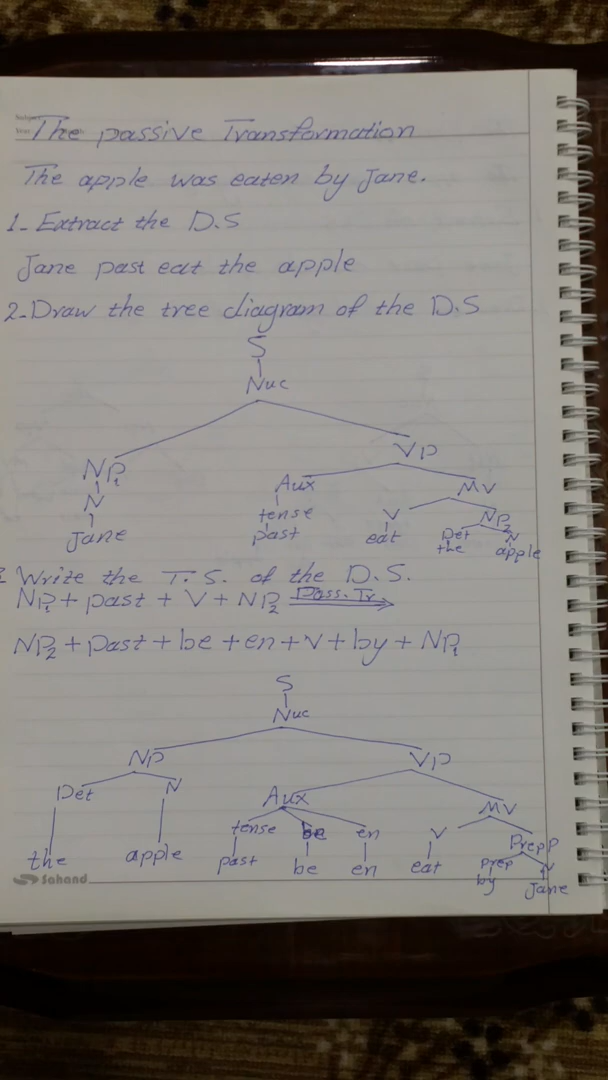 The passive Transformation
The apple was eaten by Jane.
1- Extract the D.S
Jane past eat the apple
2-Draw the tree diagram of the D.S
S
Nuc
NP₁ VP
N Aux MV
Jane tense V NP₂
past eat Det N
the apple
Write the T.S. of the D.S.
NP₁ + past + V + NP₂ Pass. Tr
NP₂ + past + be + en + V + by + NP₁
S
Nuc
NP VP
Det N Aux MV
tense be en V PrepP
the apple past be en eat prep N
by Jane
Sahand